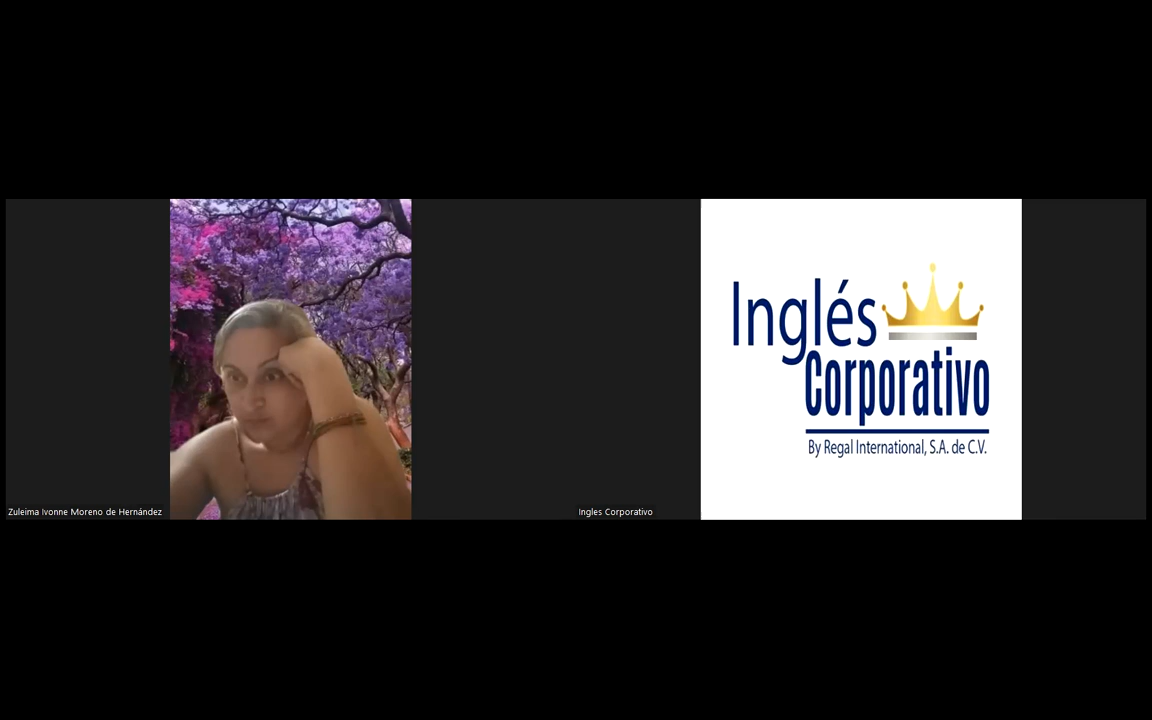 Inglés
Corporativo
By Regal International, S.A. de C.V.
Zuleima Ivonne Moreno de Hernández
Ingles Corporativo